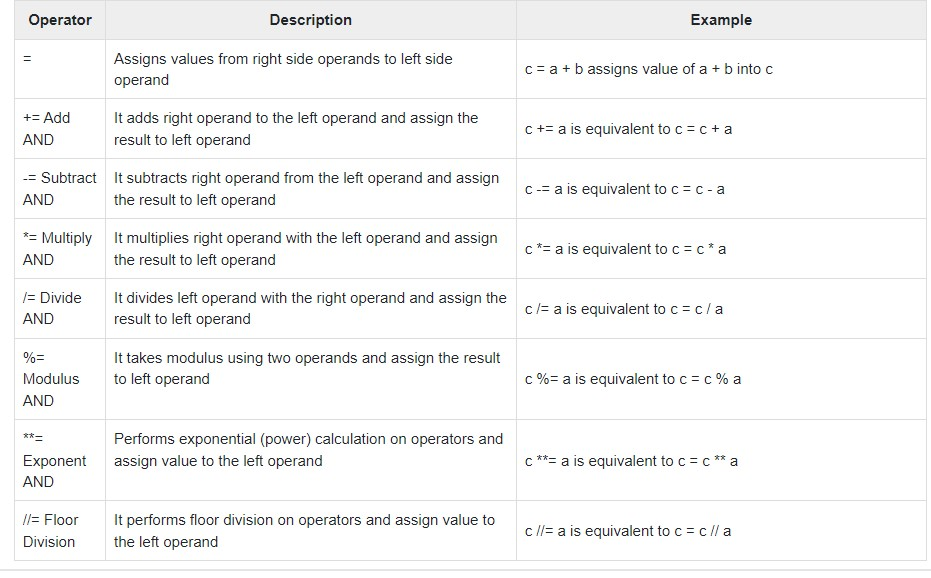 Operator Description Example
= Assigns values from right side operands to left side
operand
c = a + b assigns value of a + b into c
+= Add
AND
It adds right operand to the left operand and assign the
result to left operand
c += a is equivalent to c = c + a
-= Subtract
AND
It subtracts right operand from the left operand and assign
the result to left operand
c -= a is equivalent to c = c - a
*= Multiply
AND
It multiplies right operand with the left operand and assign
the result to left operand
c *= a is equivalent to c = c * a
/= Divide
AND
It divides left operand with the right operand and assign the
result to left operand
c /= a is equivalent to c = c / a
%=
Modulus
AND
It takes modulus using two operands and assign the result
to left operand
c %= a is equivalent to c = c % a
**=
Exponent
AND
Performs exponential (power) calculation on operators and
assign value to the left operand
c **= a is equivalent to c = c ** a
//= Floor
Division
It performs floor division on operators and assign value to
the left operand
c //= a is equivalent to c = c // a